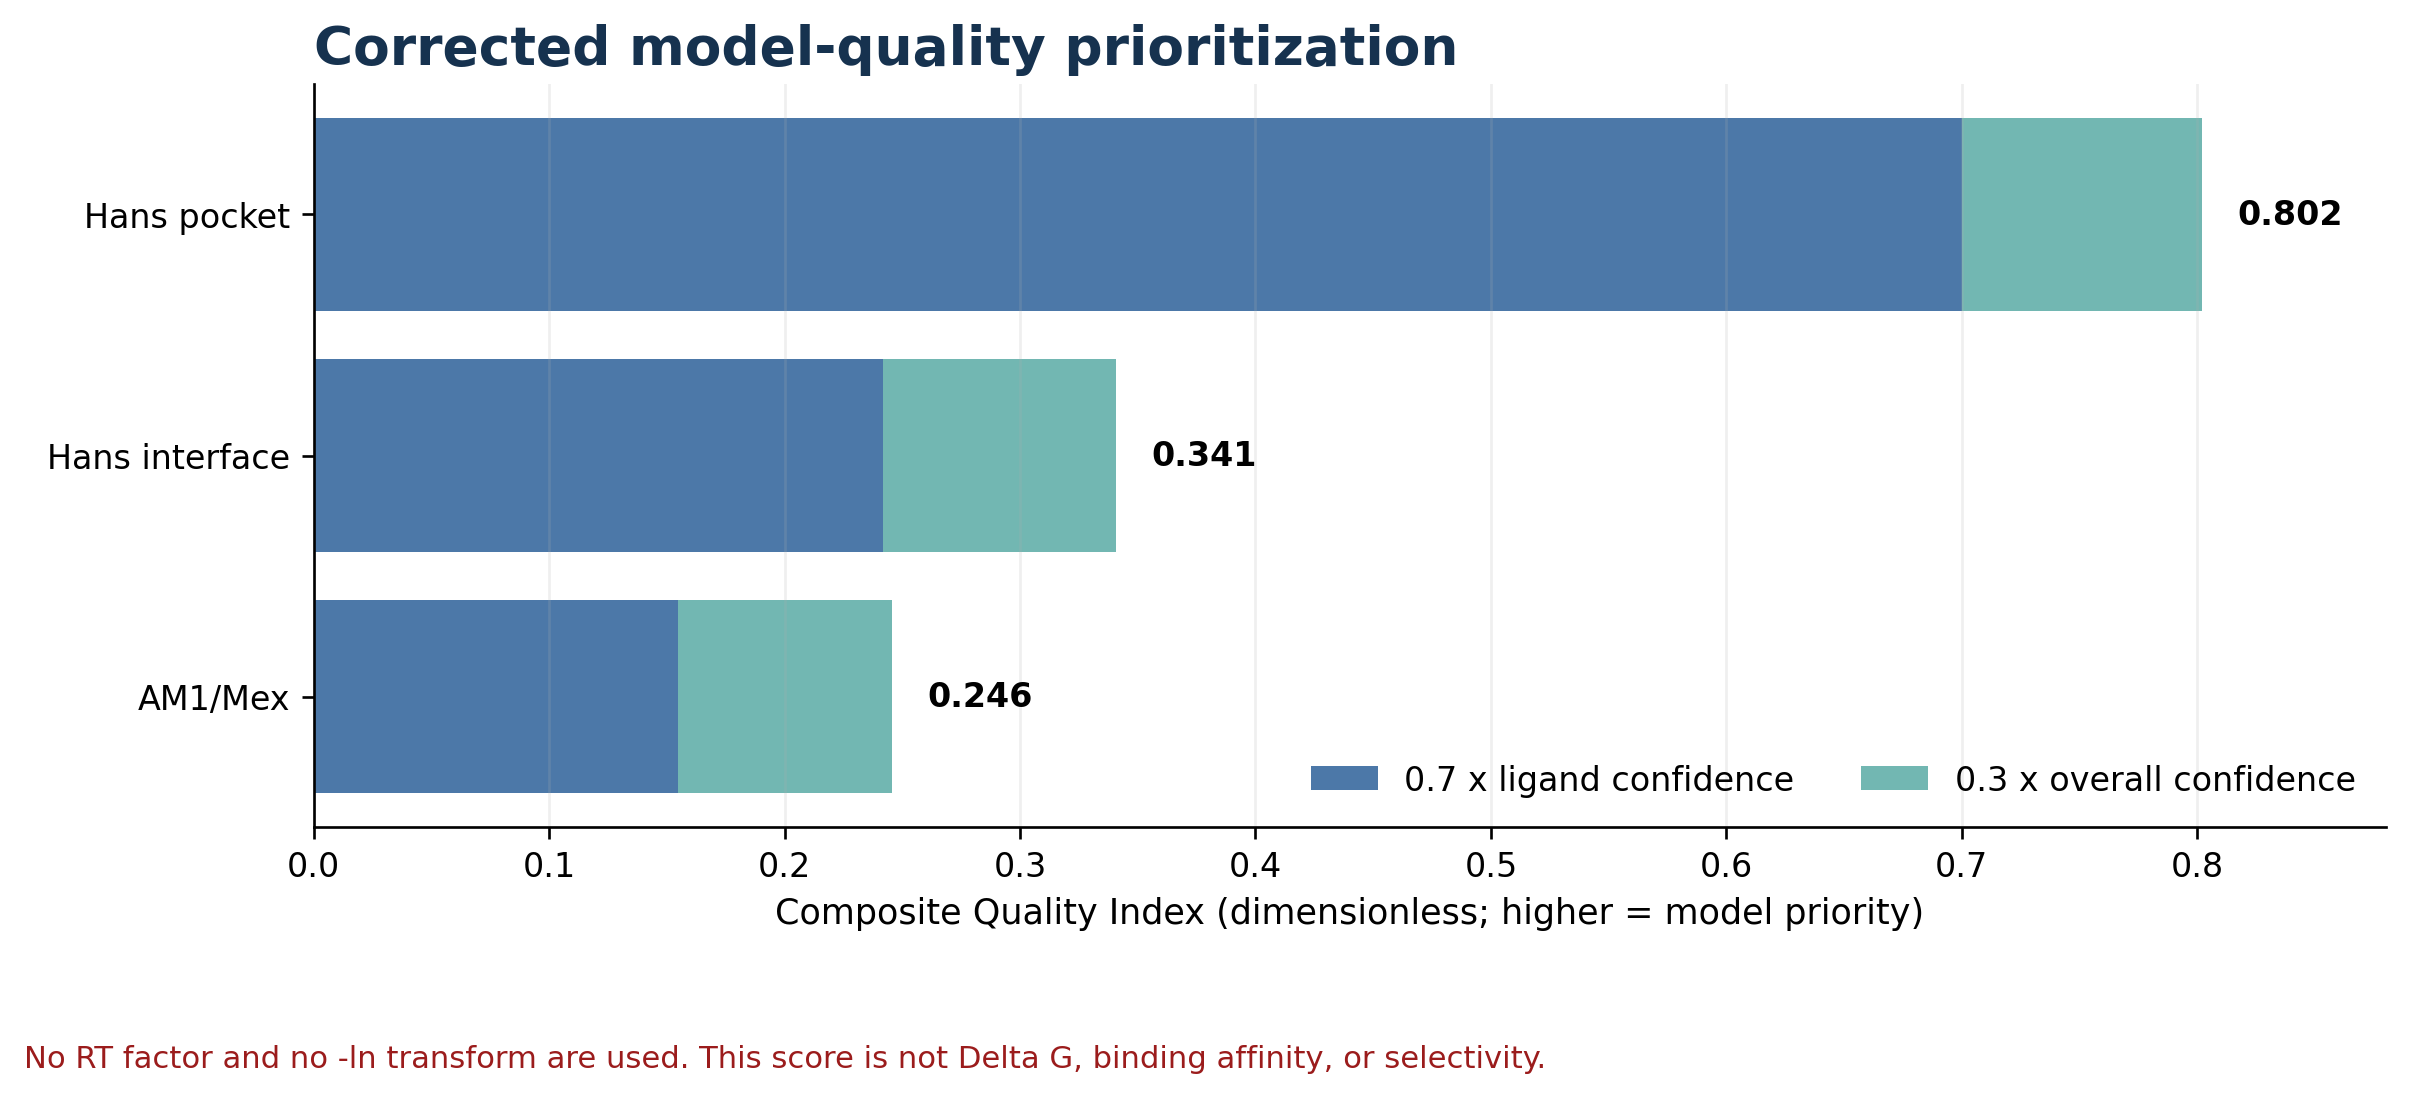 Corrected model-quality prioritization
Hans pocket
0.802
Hans interface
0.341
AM1/Mex
0.246
0.7 x ligand confidence
0.3 x overall confidence
0.0 0.1 0.2 0.3 0.4 0.5 0.6 0.7 0.8
Composite Quality Index (dimensionless; higher = model priority)
No RT factor and no -ln transform are used. This score is not Delta G, binding affinity, or selectivity.